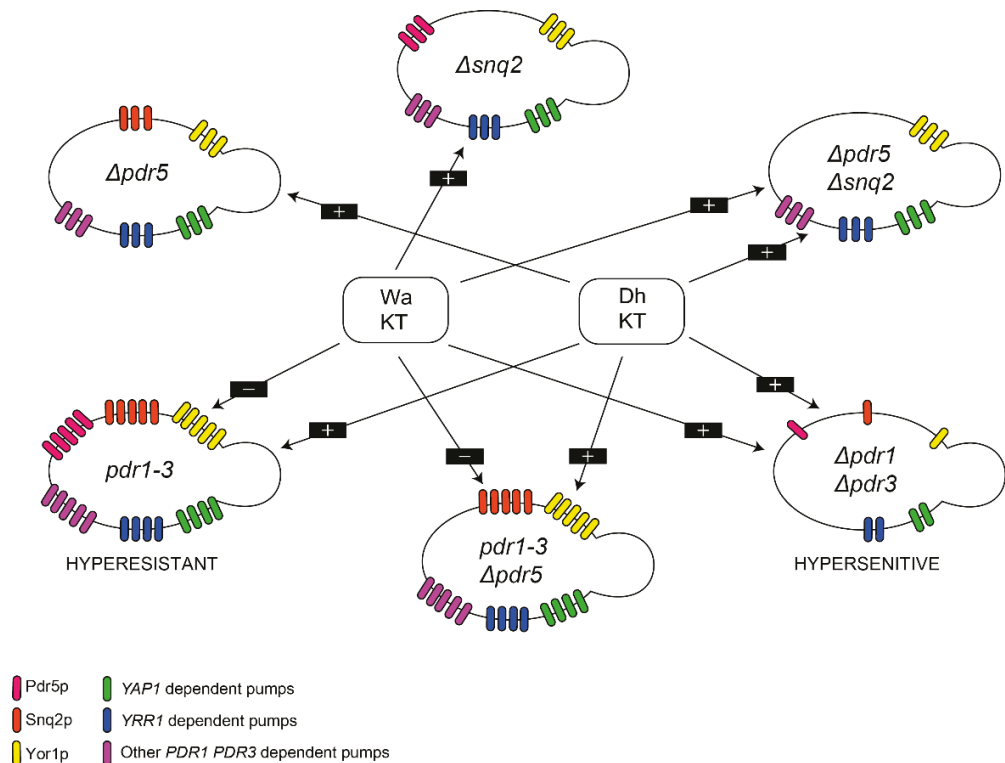 Δsnq2
Δpdr5
Δpdr5
Δsnq2
+
+
+
+
Wa
KT
Dh
KT
−
+
+
+
−
+
pdr1-3
Δpdr1
Δpdr3
pdr1-3
Δpdr5
HYPERESISTANT
HYPERSENITIVE
Pdr5p
YAP1 dependent pumps
Snq2p
YRR1 dependent pumps
Yor1p
Other PDR1 PDR3 dependent pumps